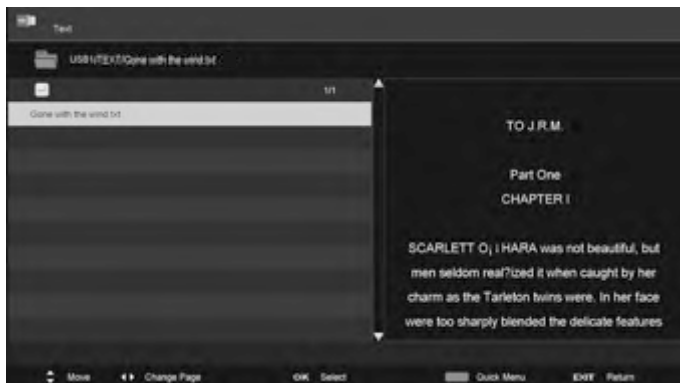 Text
USB1/TEXT/Gone with the wind.txt
1/1
Gone with the wind.txt
TO J.R.M.
Part One
CHAPTER I
SCARLETT O¡ ¡HARA was not beautiful, but
men seldom real?ized it when caught by her
charm as the Tarleton twins were. In her face
were too sharply blended the delicate features
Move Change Page OK Select Quick Menu EXIT Return